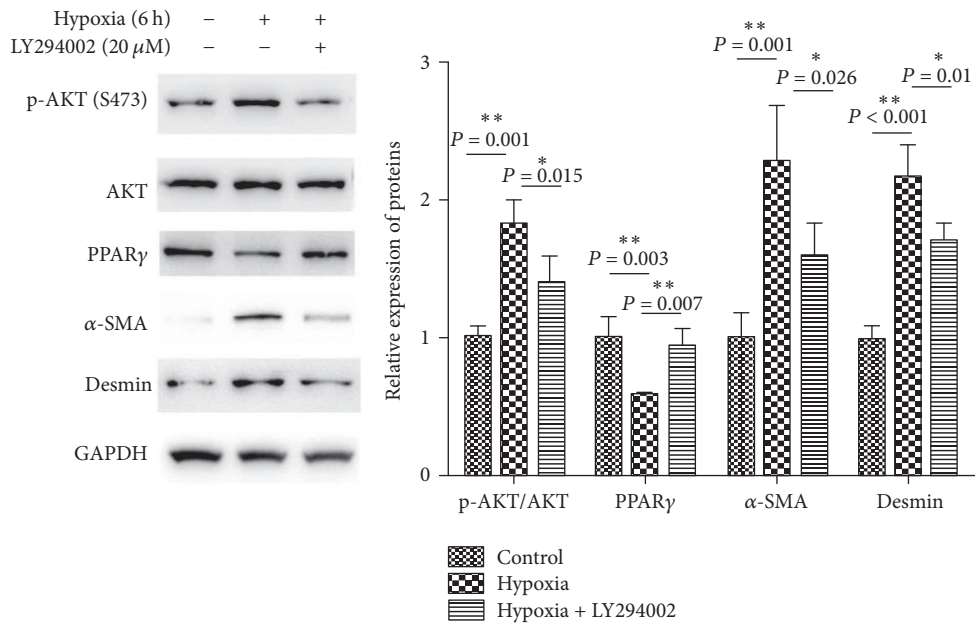 Hypoxia (6 h) − + +
LY294002 (20 μM) − − +
p-AKT (S473)
AKT
PPARγ
α-SMA
Desmin
GAPDH
Relative expression of proteins
3
2
1
0
**
P = 0.001
*
P = 0.015
**
P = 0.003
**
P = 0.007
**
P = 0.001
*
P = 0.026
**
P < 0.001
*
P = 0.01
p-AKT/AKT PPARγ α-SMA Desmin
Control
Hypoxia
Hypoxia + LY294002